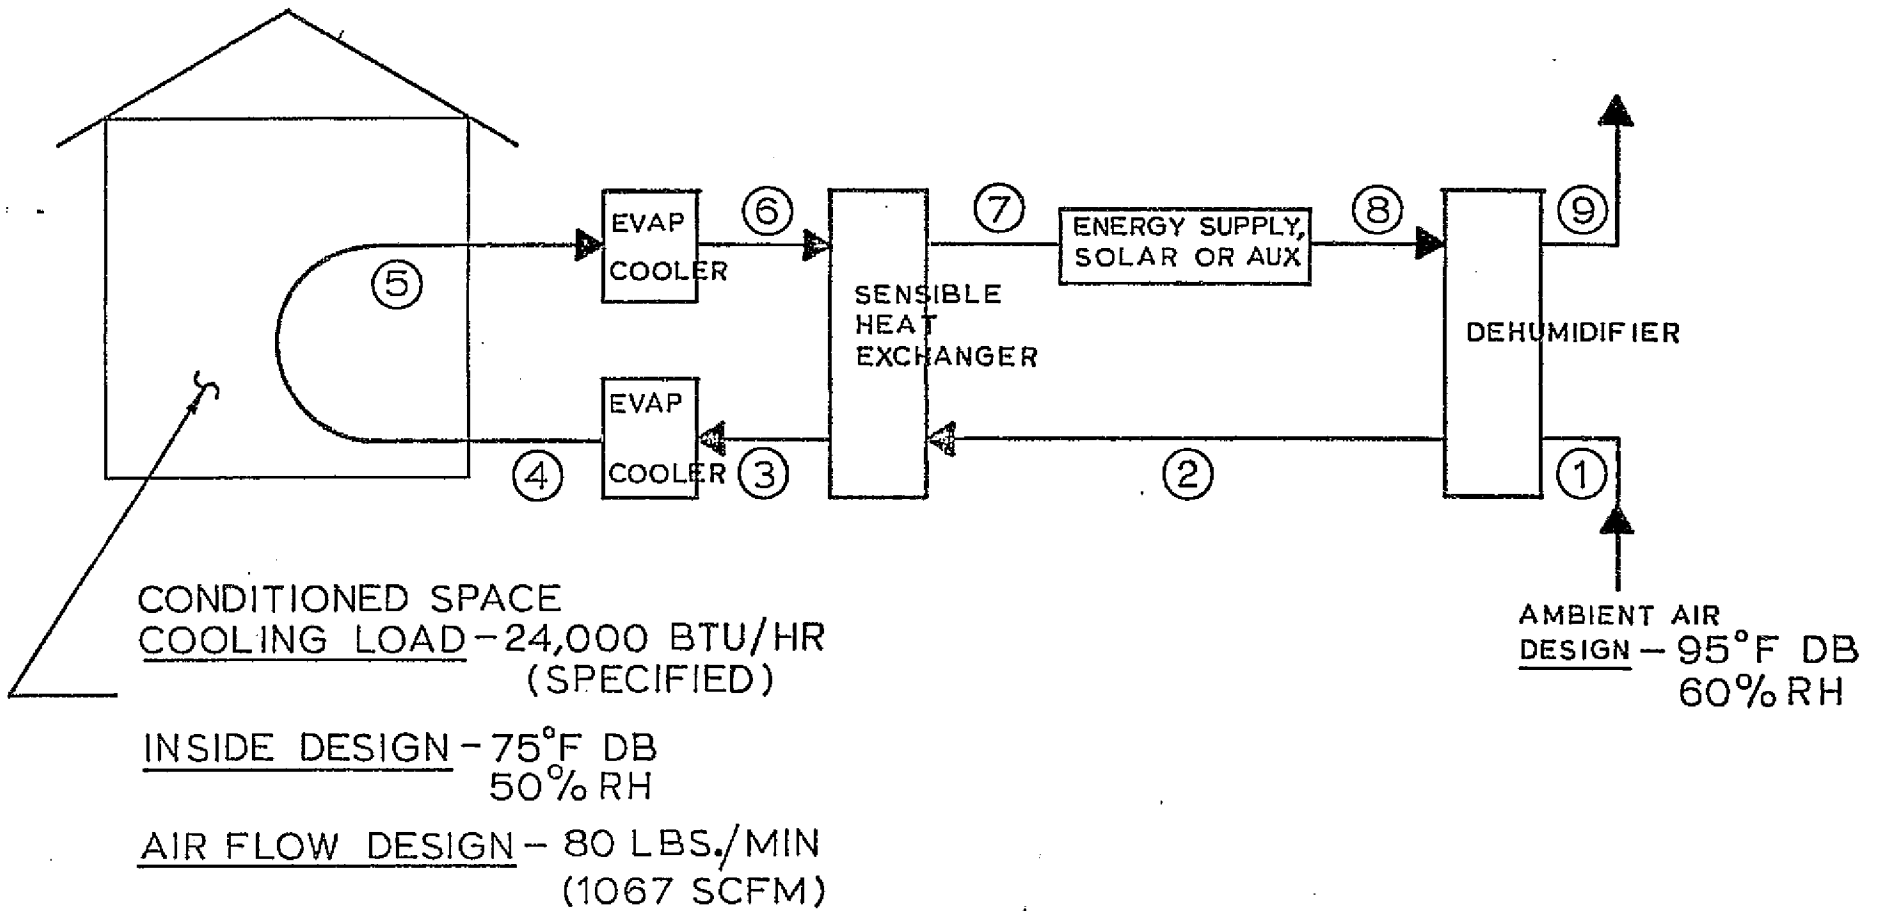 EVAP
COOLER
⑥
SENSIBLE
HEAT
EXCHANGER
⑦
ENERGY SUPPLY,
SOLAR OR AUX
⑧
DEHUMIDIFIER
⑨
⑤
④
EVAP
COOLER
③
②
①
CONDITIONED SPACE
COOLING LOAD-24,000 BTU/HR
(SPECIFIED)
INSIDE DESIGN-75°F DB
50% RH
AIR FLOW DESIGN-80 LBS./MIN
(1067 SCFM)
AMBIENT AIR
DESIGN-95°F DB
60% RH